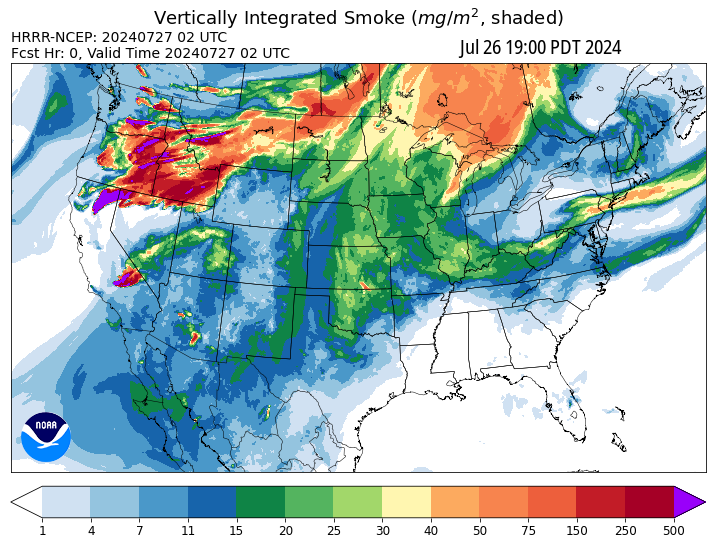 Vertically Integrated Smoke (mg/m², shaded)
HRRR-NCEP: 20240727 02 UTC
Fcst Hr: 0, Valid Time 20240727 02 UTC
Jul 26 19:00 PDT 2024
NOAA
1 4 7 11 15 20 25 30 40 50 75 150 250 500